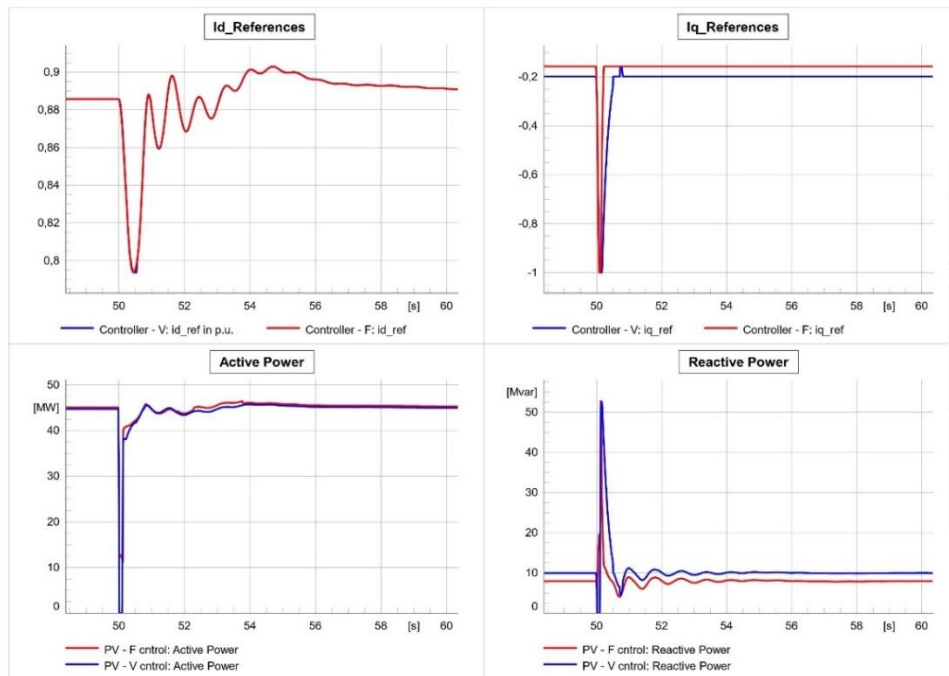 Id_References
0,9
0,88
0,86
0,84
0,82
0,8
50 52 54 56 [s] 60
Controller - V: id_ref in p.u. Controller - F: id_ref
Iq_References
-0,2
-0,4
-0,6
-0,8
-1
50 52 54 56 [s] 60
Controller - V: iq_ref Controller - F: iq_ref
Active Power
50
[MW]
40
30
20
10
0
50 52 54 56 [s] 60
PV - F cntrol: Active Power
PV - V cntrol: Active Power
Reactive Power
[Mvar]
50
40
30
20
10
0
50 52 54 56 [s] 60
PV - F cntrol: Reactive Power
PV - V cntrol: Reactive Power